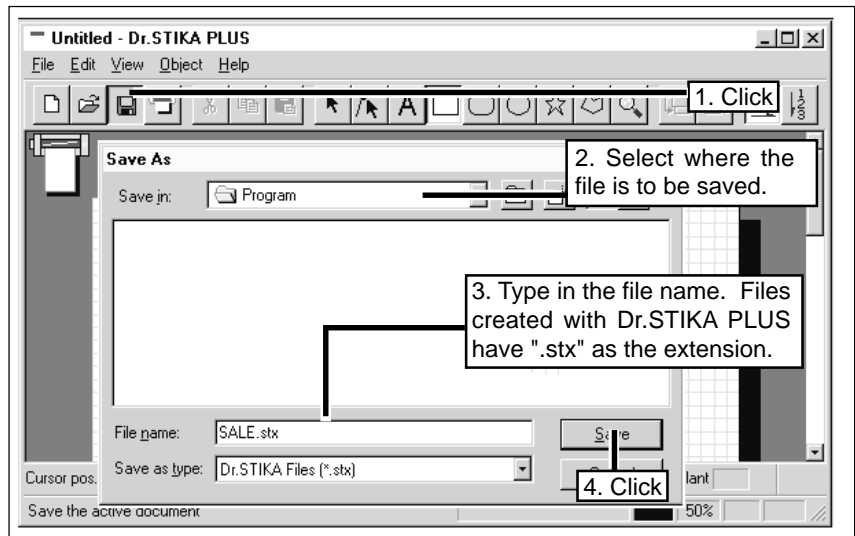 Untitled - Dr.STIKA PLUS
File Edit View Object Help
A
1 2 3
1. Click
Save As
2. Select where the
file is to be saved.
Save in: Program
3. Type in the file name. Files
created with Dr.STIKA PLUS
have ".stx" as the extension.
File name: SALE.stx
Save
Save as type: Dr.STIKA Files (*.stx)
4. Click
Cursor pos.
Save the active document
50%